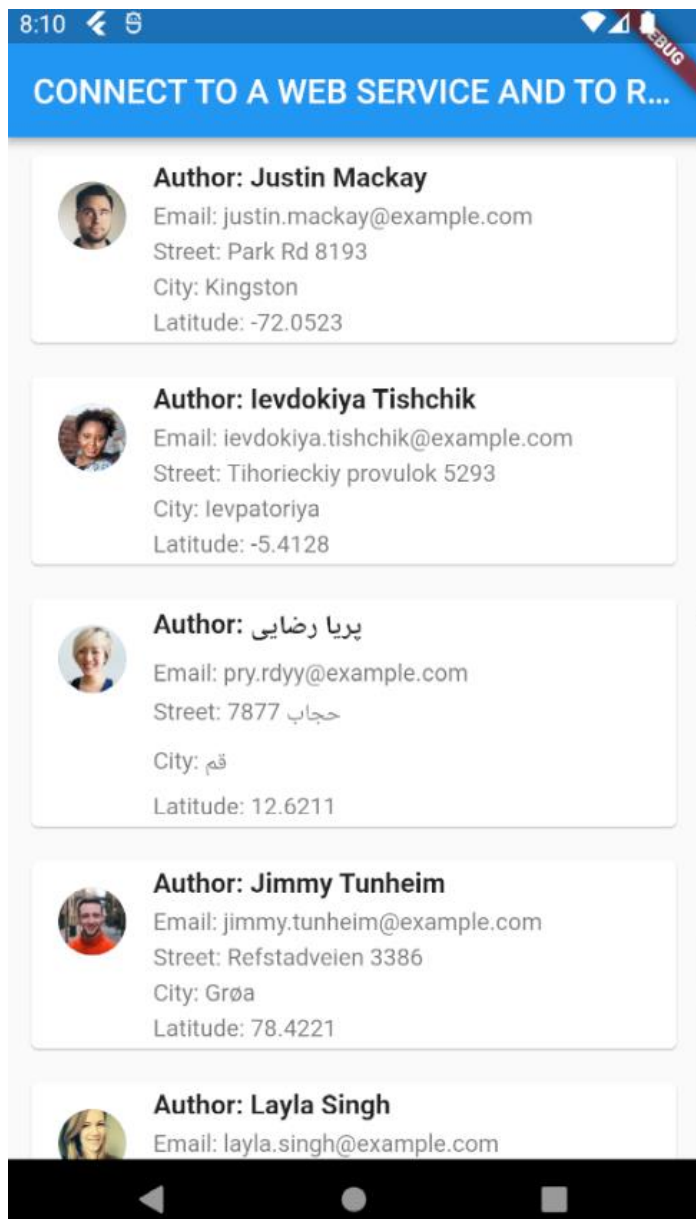 8:10
DEBUG
CONNECT TO A WEB SERVICE AND TO R...
Author: Justin Mackay
Email: justin.mackay@example.com
Street: Park Rd 8193
City: Kingston
Latitude: -72.0523
Author: Ievdokiya Tishchik
Email: ievdokiya.tishchik@example.com
Street: Tihorieckiy provulok 5293
City: Ievpatoriya
Latitude: -5.4128
Author: پریا رضایی
Email: pry.rdyy@example.com
Street: 7877 حجاب
City: قم
Latitude: 12.6211
Author: Jimmy Tunheim
Email: jimmy.tunheim@example.com
Street: Refstadveien 3386
City: Grøa
Latitude: 78.4221
Author: Layla Singh
Email: layla.singh@example.com